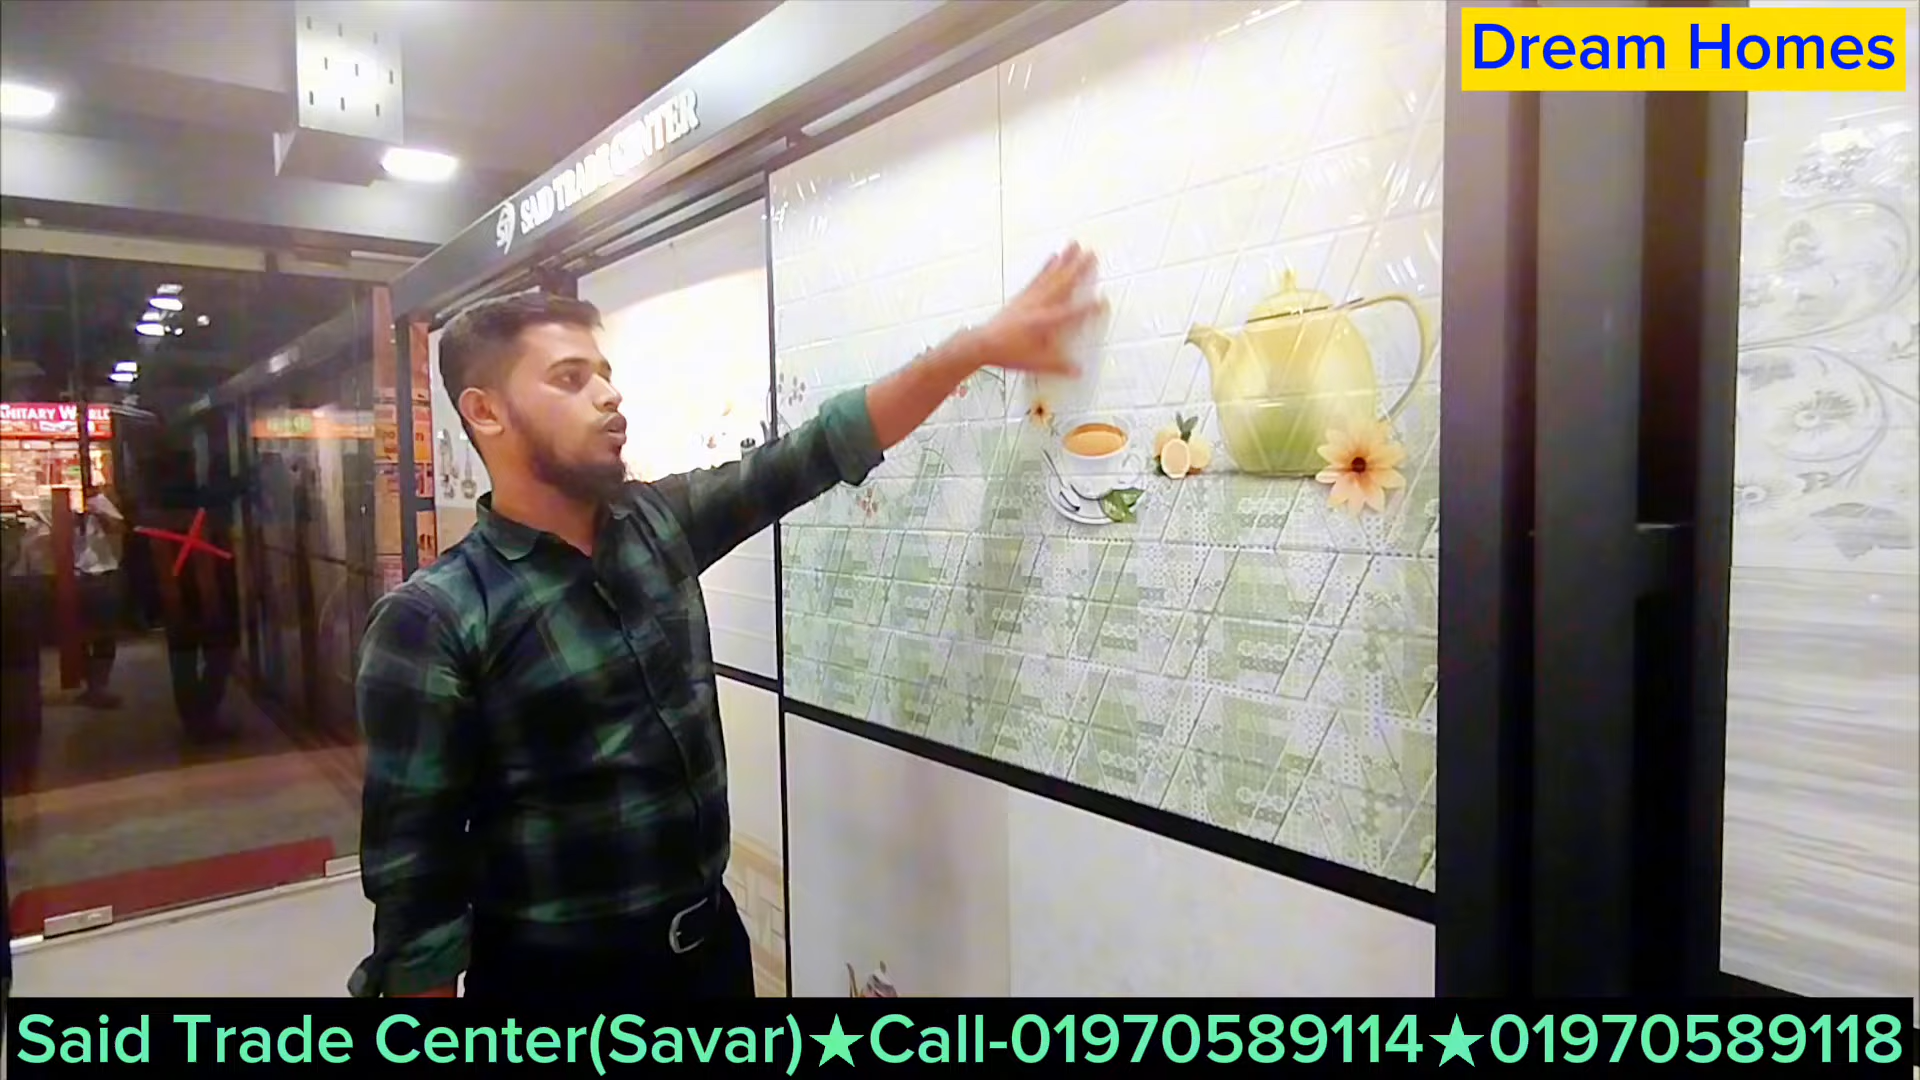 Dream Homes
SAID TRADE CENTER
Said Trade Center(Savar)★Call-01970589114★01970589118